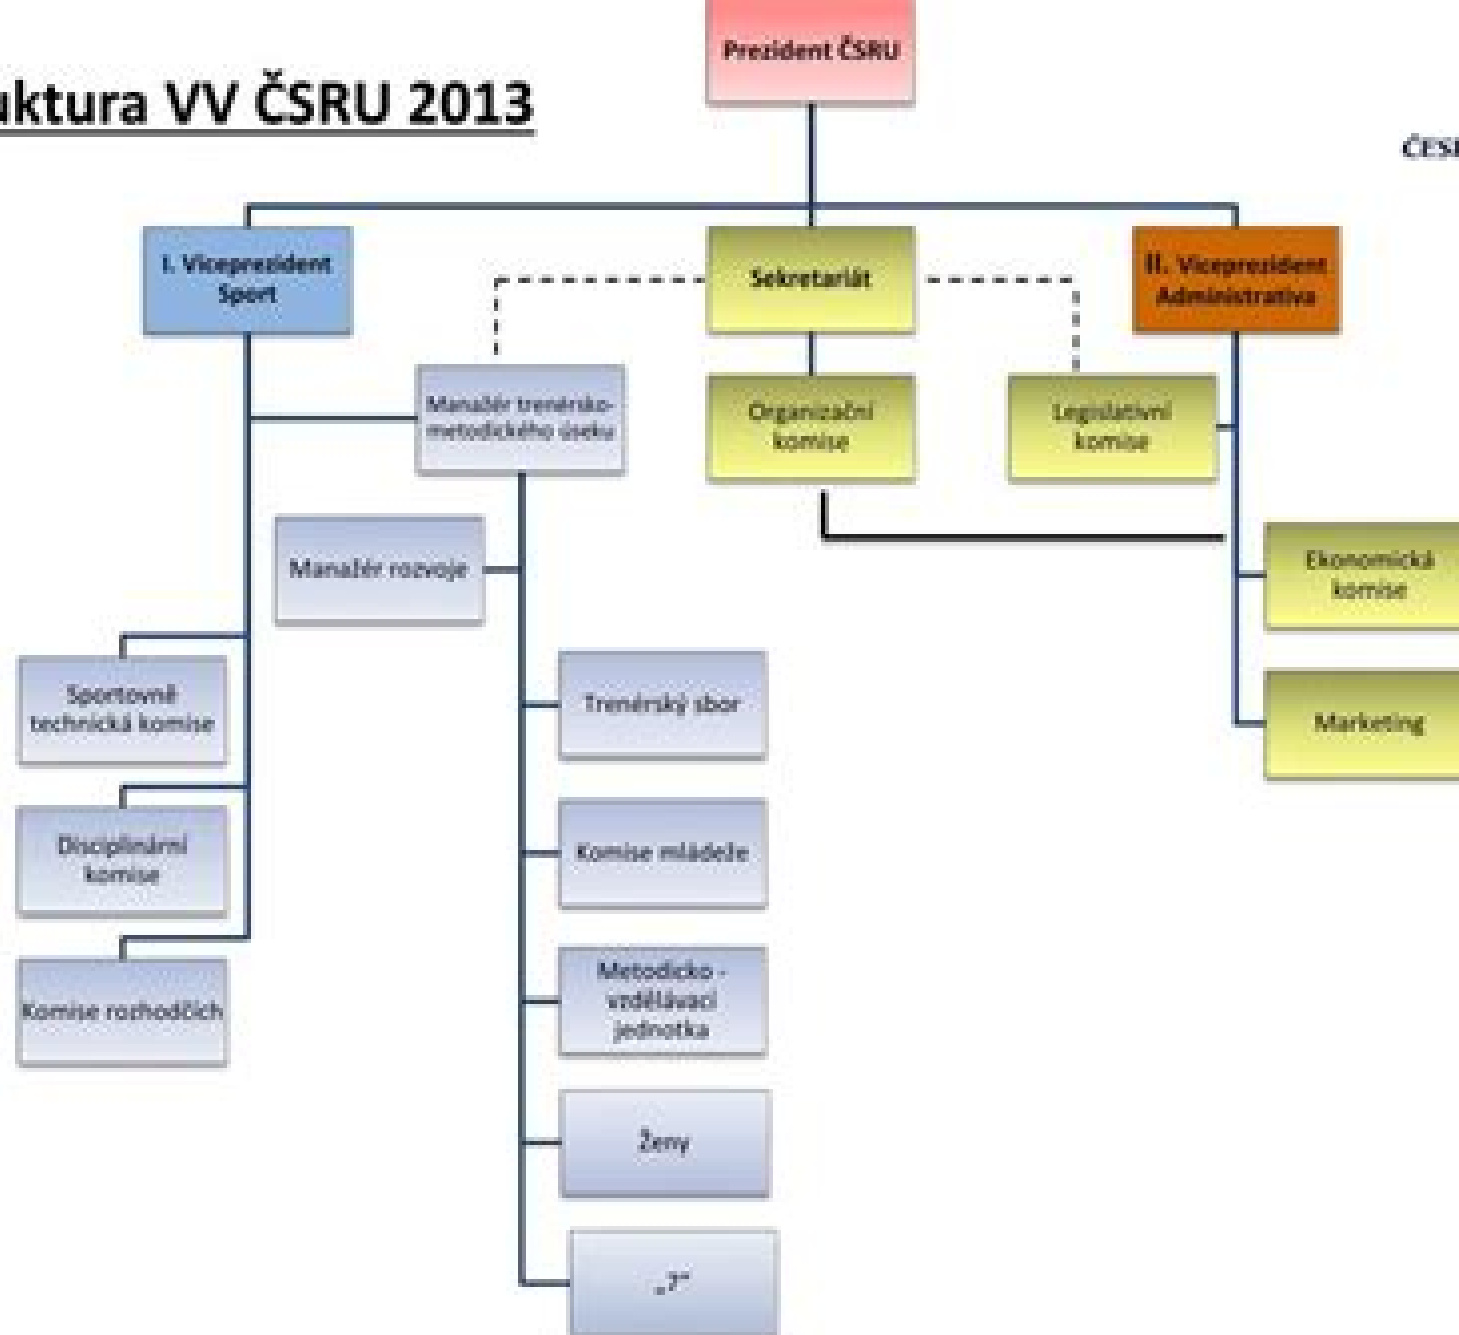 Prezident ČSRU
uktura VV ČSRU 2013
ČESK
I. Viceprezident
Sport
Sekretariát
II. Viceprezident
Administrativa
Manažér trenérsko-
metodického úseku
Organizační
komise
Legislativní
komise
Manažér rozvoje
Ekonomická
komise
Sportovně
technická komise
Trenérský sbor
Marketing
Disciplinární
komise
Komise mládeže
Komise rozhodčích
Metodicko -
vzdělávací
jednotka
Ženy
„?“